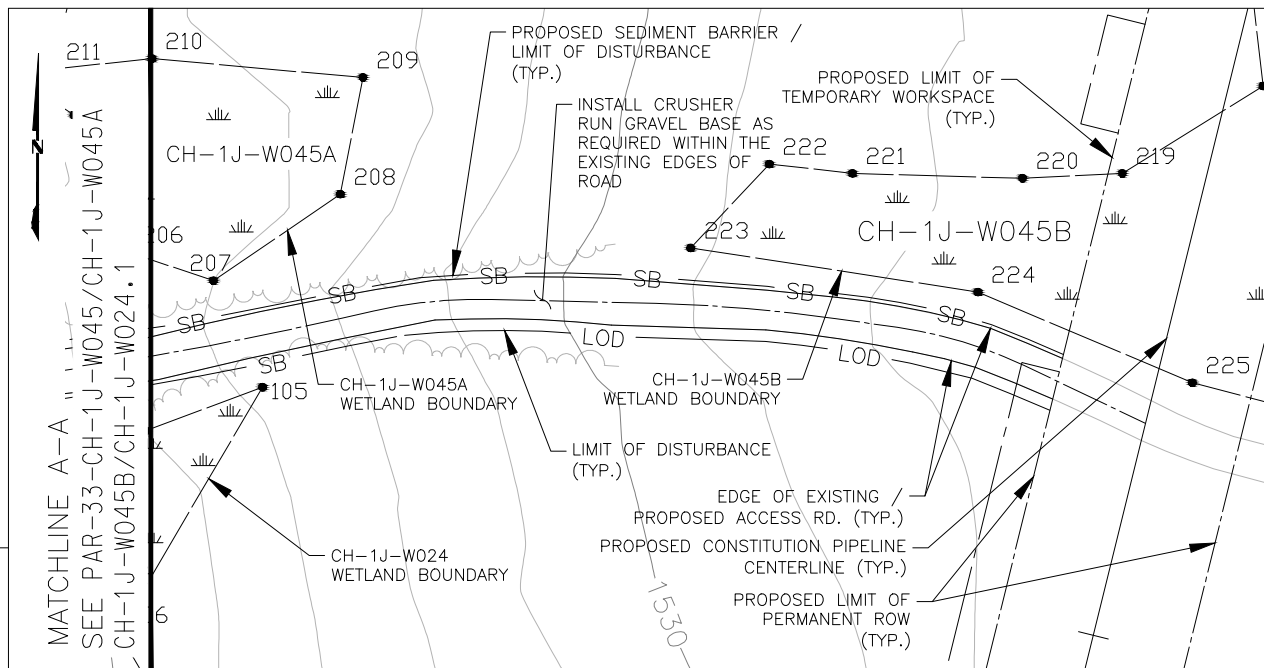 211
210
209
CH-1J-W045A
208
206
207
105
PROPOSED SEDIMENT BARRIER /
LIMIT OF DISTURBANCE
(TYP.)
INSTALL CRUSHER
RUN GRAVEL BASE AS
REQUIRED WITHIN THE
EXISTING EDGES OF
ROAD
PROPOSED LIMIT OF
TEMPORARY WORKSPACE
(TYP.)
222
221
220
219
223
CH-1J-W045B
224
225
N
SB
SB
SB
SB
SB
SB
SB
LOD
LOD
CH-1J-W045A
WETLAND BOUNDARY
CH-1J-W045B
WETLAND BOUNDARY
LIMIT OF DISTURBANCE
(TYP.)
EDGE OF EXISTING /
PROPOSED ACCESS RD. (TYP.)
PROPOSED CONSTITUTION PIPELINE
CENTERLINE (TYP.)
PROPOSED LIMIT OF
PERMANENT ROW
(TYP.)
CH-1J-W024
WETLAND BOUNDARY
1530
MATCHLINE A-A "
SEE PAR-33-CH-1J-W045/CH-1J-W045A
CH-1J-W045B/CH-1J-W024.1
6